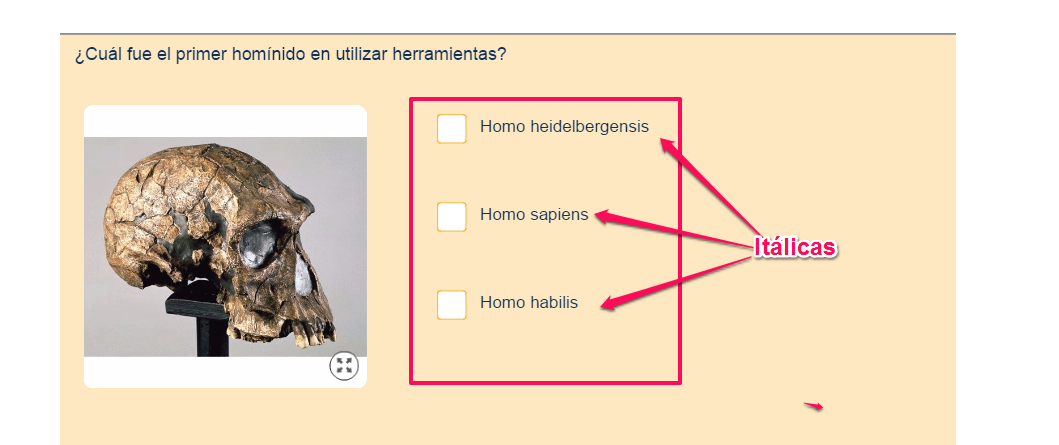 ¿Cuál fue el primer homínido en utilizar herramientas?
Homo heidelbergensis
Homo sapiens
Itálicas
Homo habilis